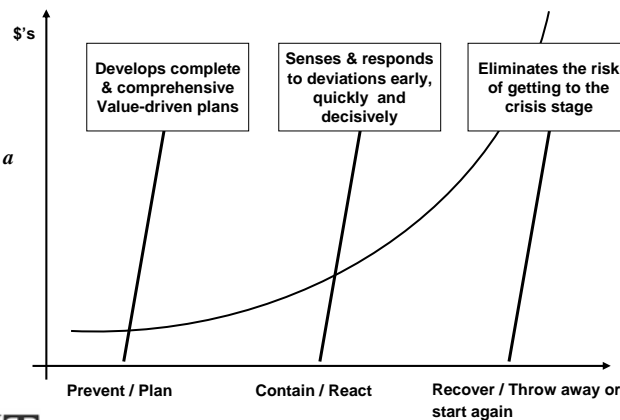 $'s
Develops complete
& comprehensive
Value-driven plans
Senses & responds
to deviations early,
quickly and
decisively
Eliminates the risk
of getting to the
crisis stage
a
Prevent / Plan
Contain / React
Recover / Throw away or
start again